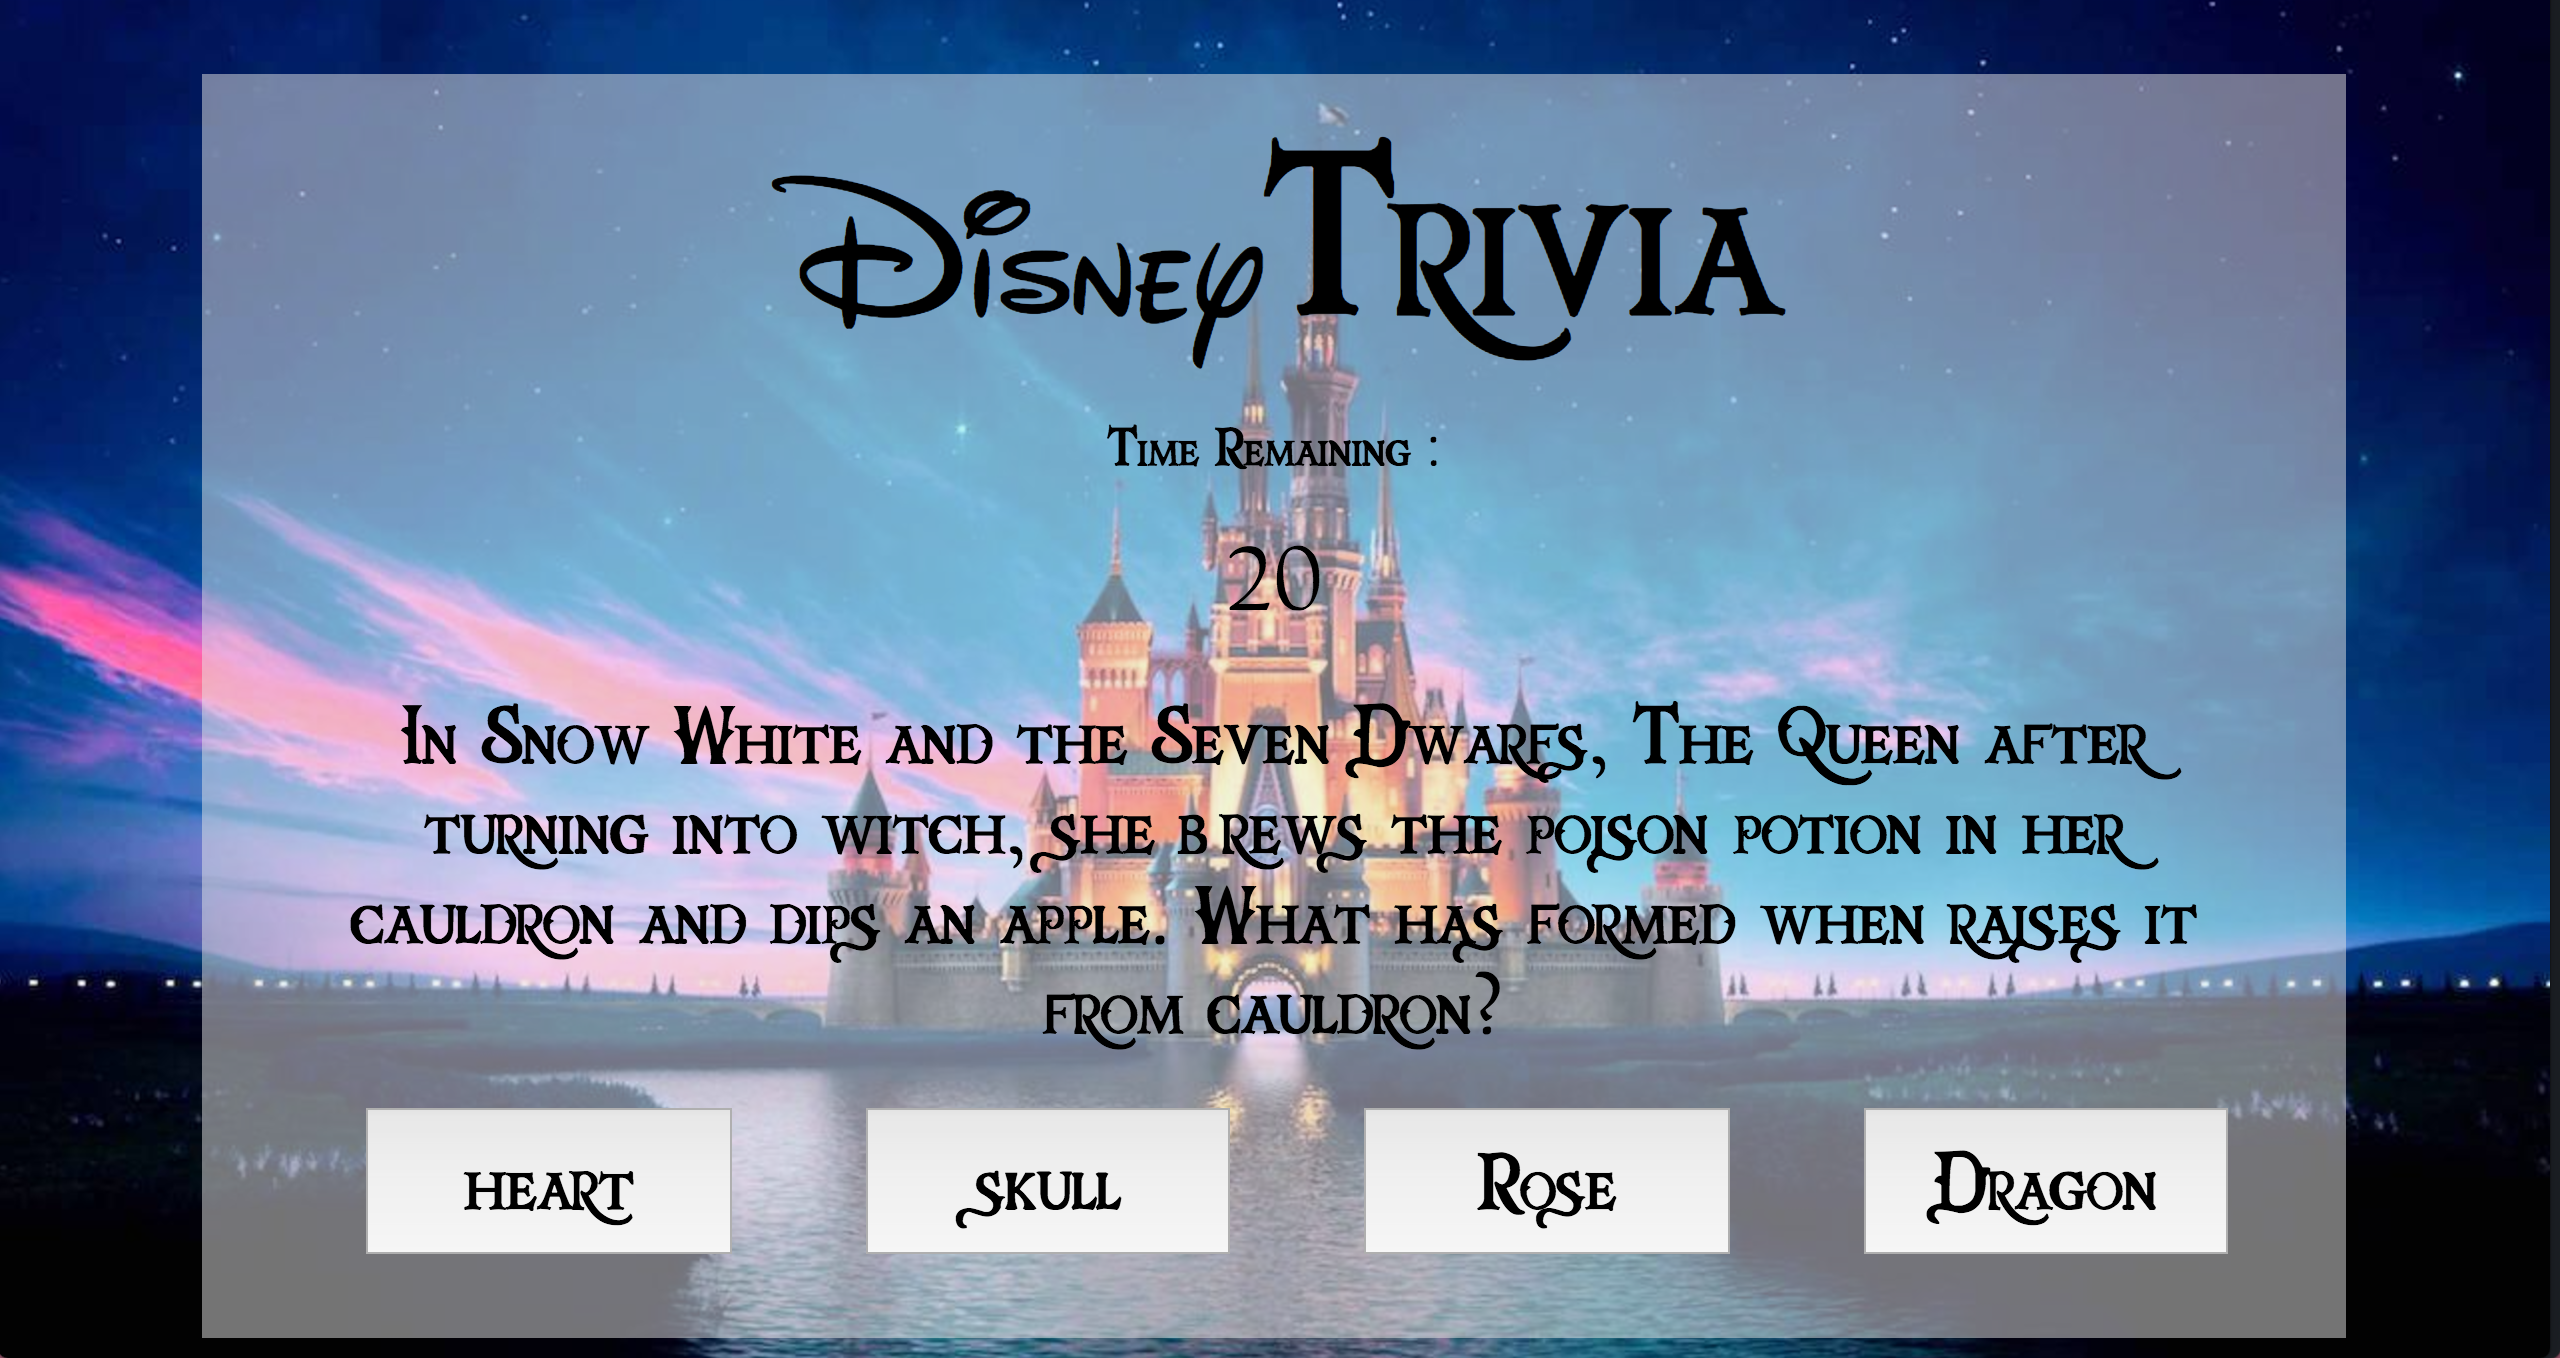 Disney Trivia
Time Remaining :
20
In Snow White and the Seven Dwarfs, The Queen after
turning into witch, she brews the poison potion in her
cauldron and dips an apple. What has formed when raises it
from cauldron?
heart
skull
Rose
Dragon